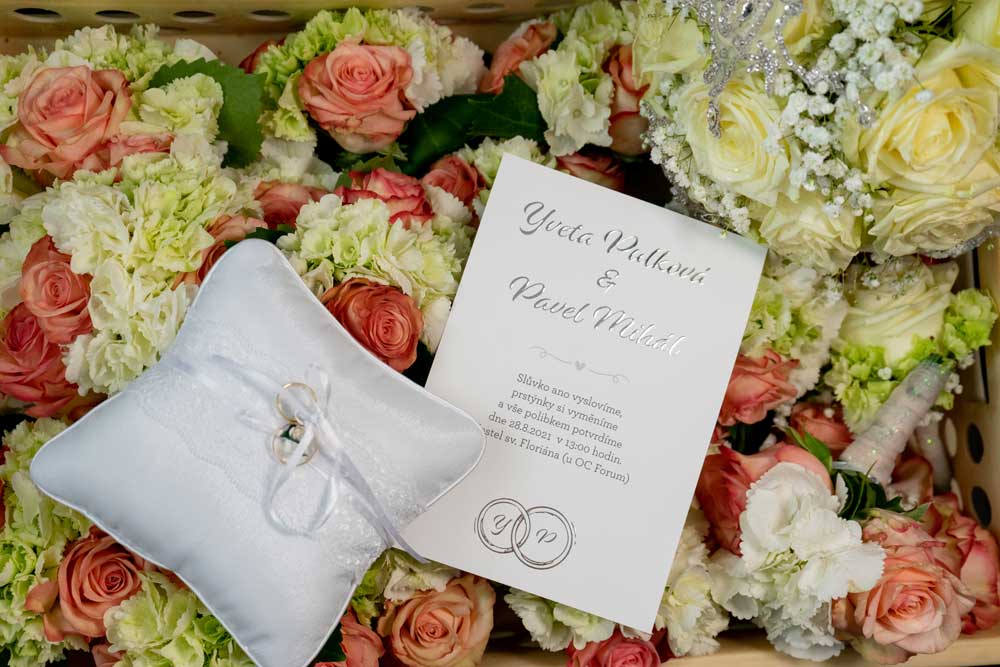 Yveta Pulková
&
Pavel Mihál
Slůvko ano vyslovíme,
prstýnky si vyměníme
a vše polibkem potvrdíme
dne 28.8.2021 v 13:00 hodin.
sv. Floriána (u OC Forum)
Y P